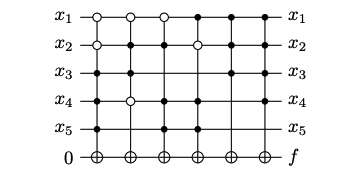 x₁ x₁
x₂ x₂
x₃ x₃
x₄ x₄
x₅ x₅
0 f